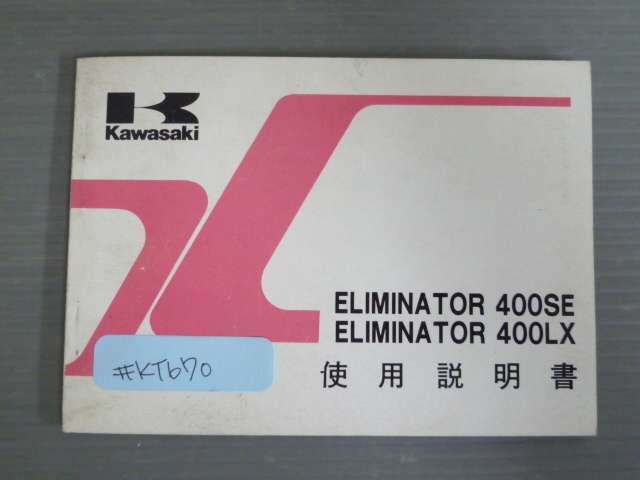 Kawasaki
ELIMINATOR 400SE
ELIMINATOR 400LX
使用説明書
#KT670